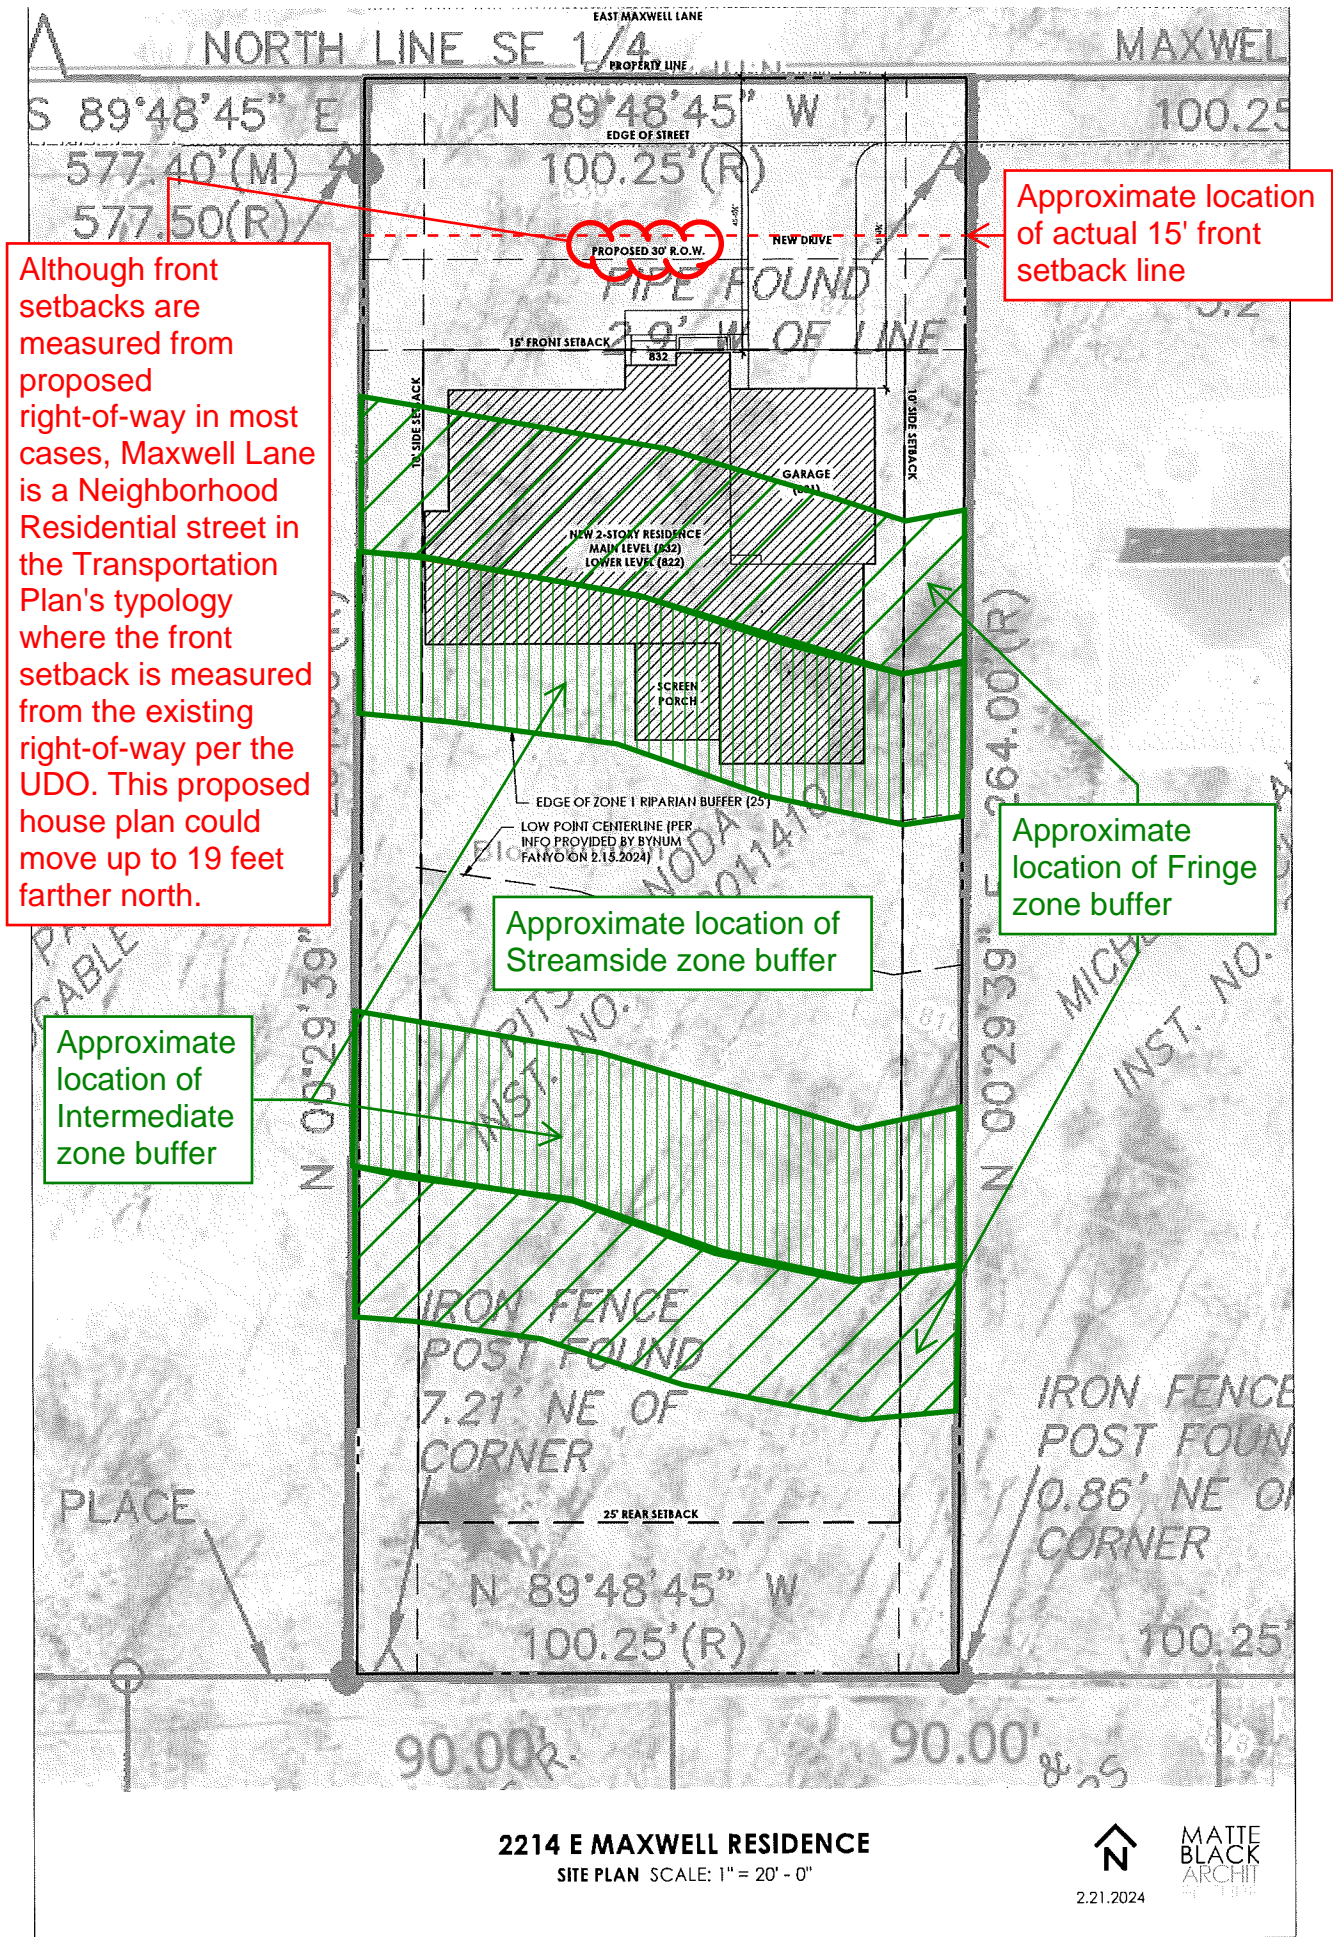 EAST MAXWELL LANE
NORTH LINE SE 1/4
MAXWEL
PROPERTY LINE
S 89°48'45" E
N 89°48'45" W
100.25
EDGE OF STREET
577.40'(M)
100.25'(R)
577.50(R)
Approximate location
of actual 15' front
setback line
PROPOSED 30' R.O.W.
NEW DRIVE
Although front
setbacks are
measured from
proposed
right-of-way in most
cases, Maxwell Lane
is a Neighborhood
Residential street in
the Transportation
Plan's typology
where the front
setback is measured
from the existing
right-of-way per the
UDO. This proposed
house plan could
move up to 19 feet
farther north.
PIPE FOUND
2.9' W OF LINE
15' FRONT SETBACK
832
10' SIDE SETBACK
10' SIDE SETBACK
GARAGE
NEW 2-STORY RESIDENCE
MAIN LEVEL (832)
LOWER LEVEL (822)
SCREEN
PORCH
264.00'(R)
EDGE OF ZONE 1 RIPARIAN BUFFER (25')
LOW POINT CENTERLINE (PER
INFO PROVIDED BY BYNUM
FANYO ON 2.15.2024)
Approximate
location of Fringe
zone buffer
Approximate location of
Streamside zone buffer
Approximate
location of
Intermediate
zone buffer
CABLE
N 00°29'39"
N 00°29'39" E
INST. NO.
INST. NO.
IRON FENCE
POST FOUND
7.21' NE OF
CORNER
IRON FENCE
POST FOUN
0.86' NE O
CORNER
PLACE
25' REAR SETBACK
N 89°48'45" W
100.25'(R)
100.25'
90.00'
90.00'
2214 E MAXWELL RESIDENCE
SITE PLAN SCALE: 1" = 20' - 0"
N
2.21.2024
MATTE
BLACK
ARCHIT